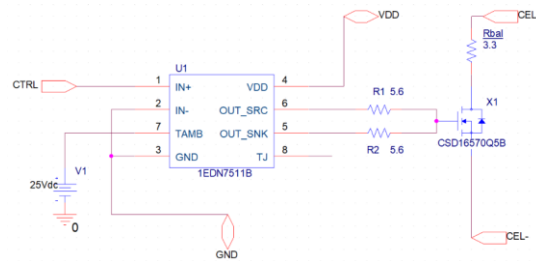 VDD
CEL
Rbal
3.3
U1
CTRL
1 IN+ VDD 4
2 IN- OUT_SRC 6
7 TAMB OUT_SNK 5
3 GND TJ 8
1EDN7511B
R1 5.6
R2 5.6
X1
CSD16570Q5B
V1
25Vdc
0
GND
CEL-